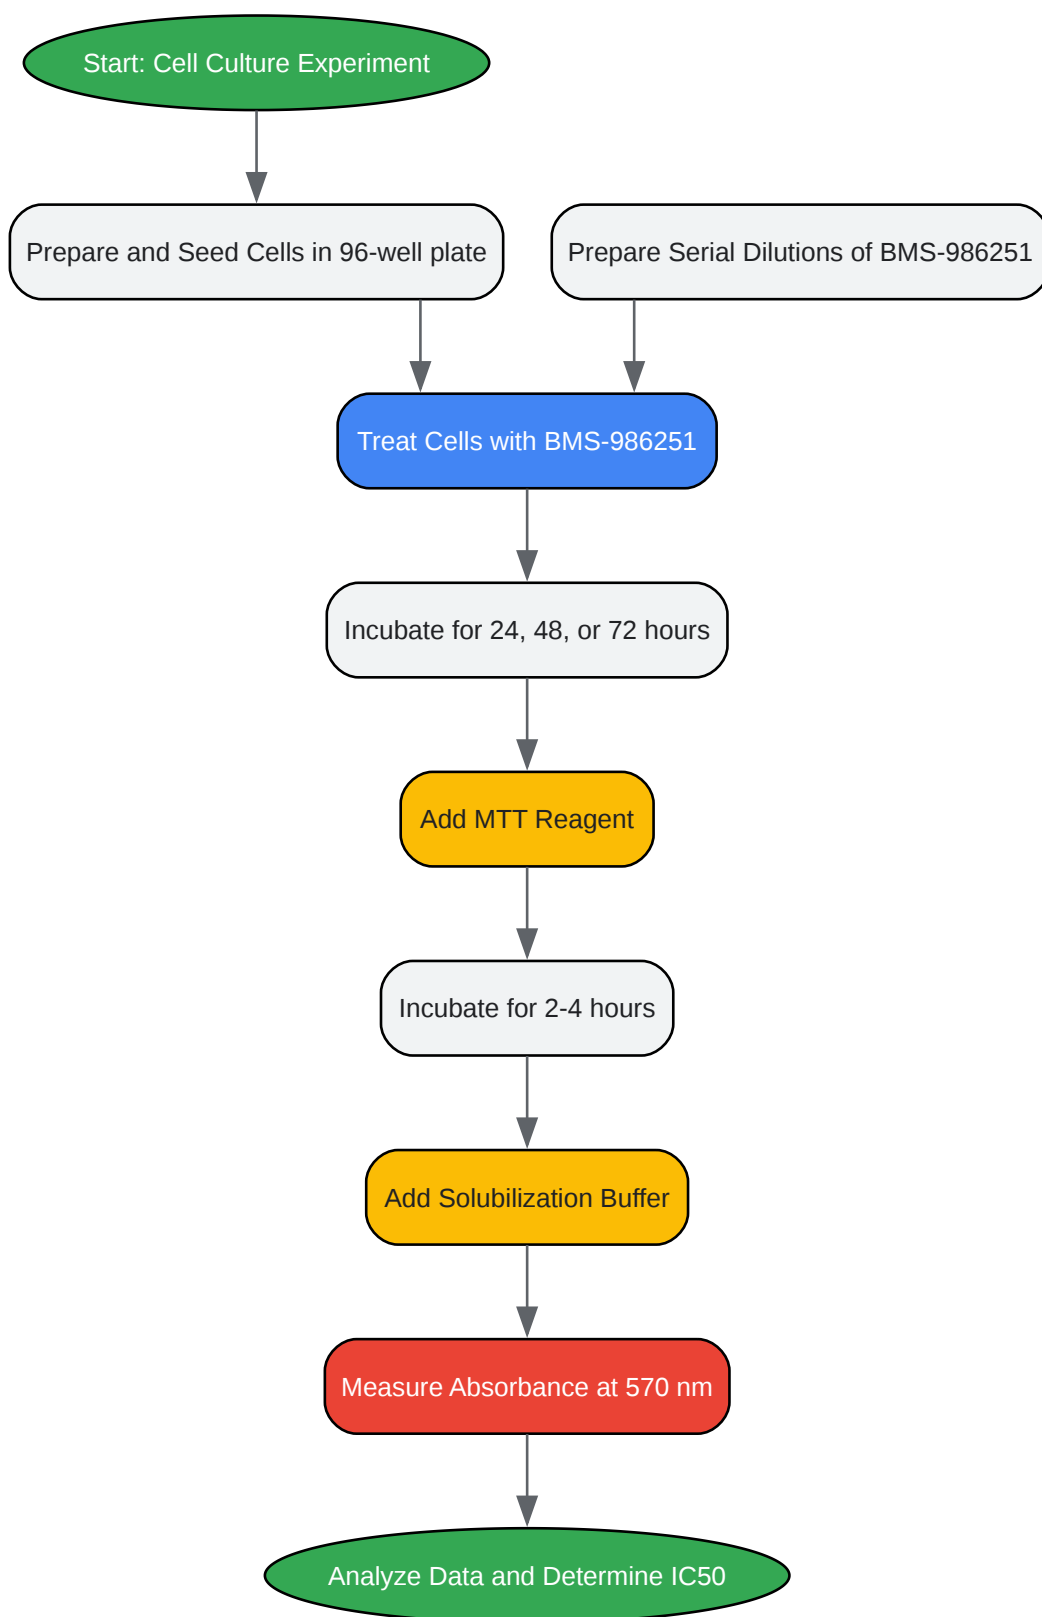 Start: Cell Culture Experiment
Prepare and Seed Cells in 96-well plate
Prepare Serial Dilutions of BMS-986251
Treat Cells with BMS-986251
Incubate for 24, 48, or 72 hours
Add MTT Reagent
Incubate for 2-4 hours
Add Solubilization Buffer
Measure Absorbance at 570 nm
Analyze Data and Determine IC50